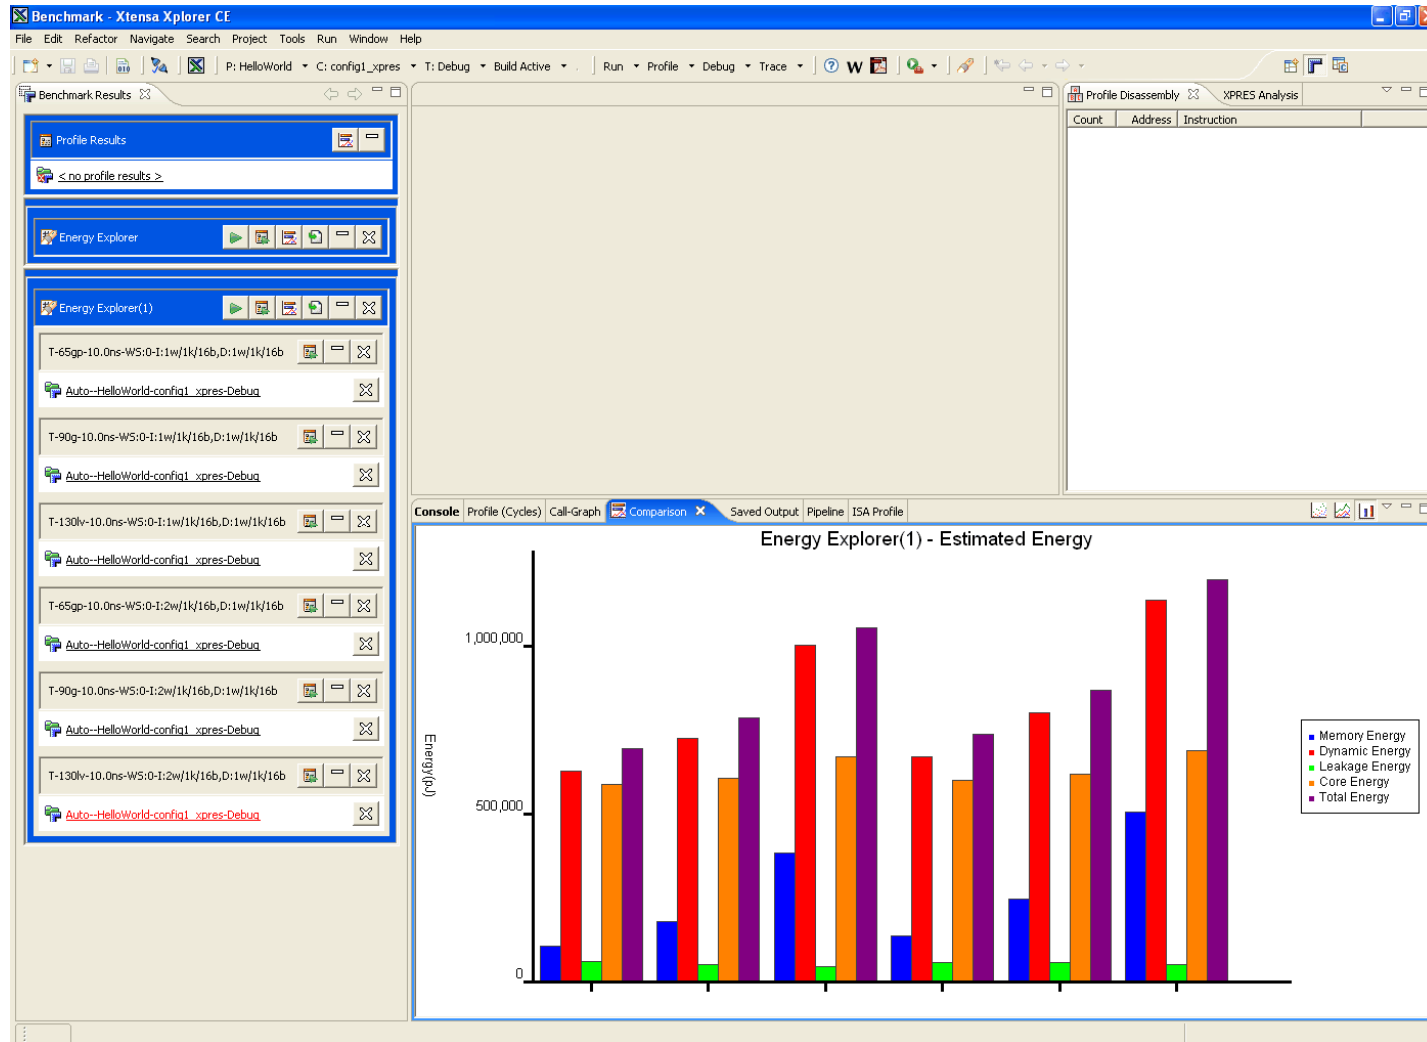 Benchmark - Xtensa Xplorer CE
File Edit Refactor Navigate Search Project Tools Run Window Help
P: HelloWorld C: config1_xpres T: Debug Build Active Run Profile Debug Trace W
Benchmark Results
Profile Results
< no profile results >
Energy Explorer
Energy Explorer(1)
T-65gp-10.0ns-WS:0-I:1w/1k/16b,D:1w/1k/16b
Auto--HelloWorld-config1_xpres-Debug
T-90g-10.0ns-WS:0-I:1w/1k/16b,D:1w/1k/16b
Auto--HelloWorld-config1_xpres-Debug
T-130lv-10.0ns-WS:0-I:1w/1k/16b,D:1w/1k/16b
Auto--HelloWorld-config1_xpres-Debug
T-65gp-10.0ns-WS:0-I:2w/1k/16b,D:1w/1k/16b
Auto--HelloWorld-config1_xpres-Debug
T-90g-10.0ns-WS:0-I:2w/1k/16b,D:1w/1k/16b
Auto--HelloWorld-config1_xpres-Debug
T-130lv-10.0ns-WS:0-I:2w/1k/16b,D:1w/1k/16b
Auto--HelloWorld-config1_xpres-Debug
Profile Disassembly XPRES Analysis
Count Address Instruction
Console Profile (Cycles) Call-Graph Comparison Saved Output Pipeline ISA Profile
Energy Explorer(1) - Estimated Energy
1,000,000
500,000
0
Energy(pJ)
Memory Energy
Dynamic Energy
Leakage Energy
Core Energy
Total Energy